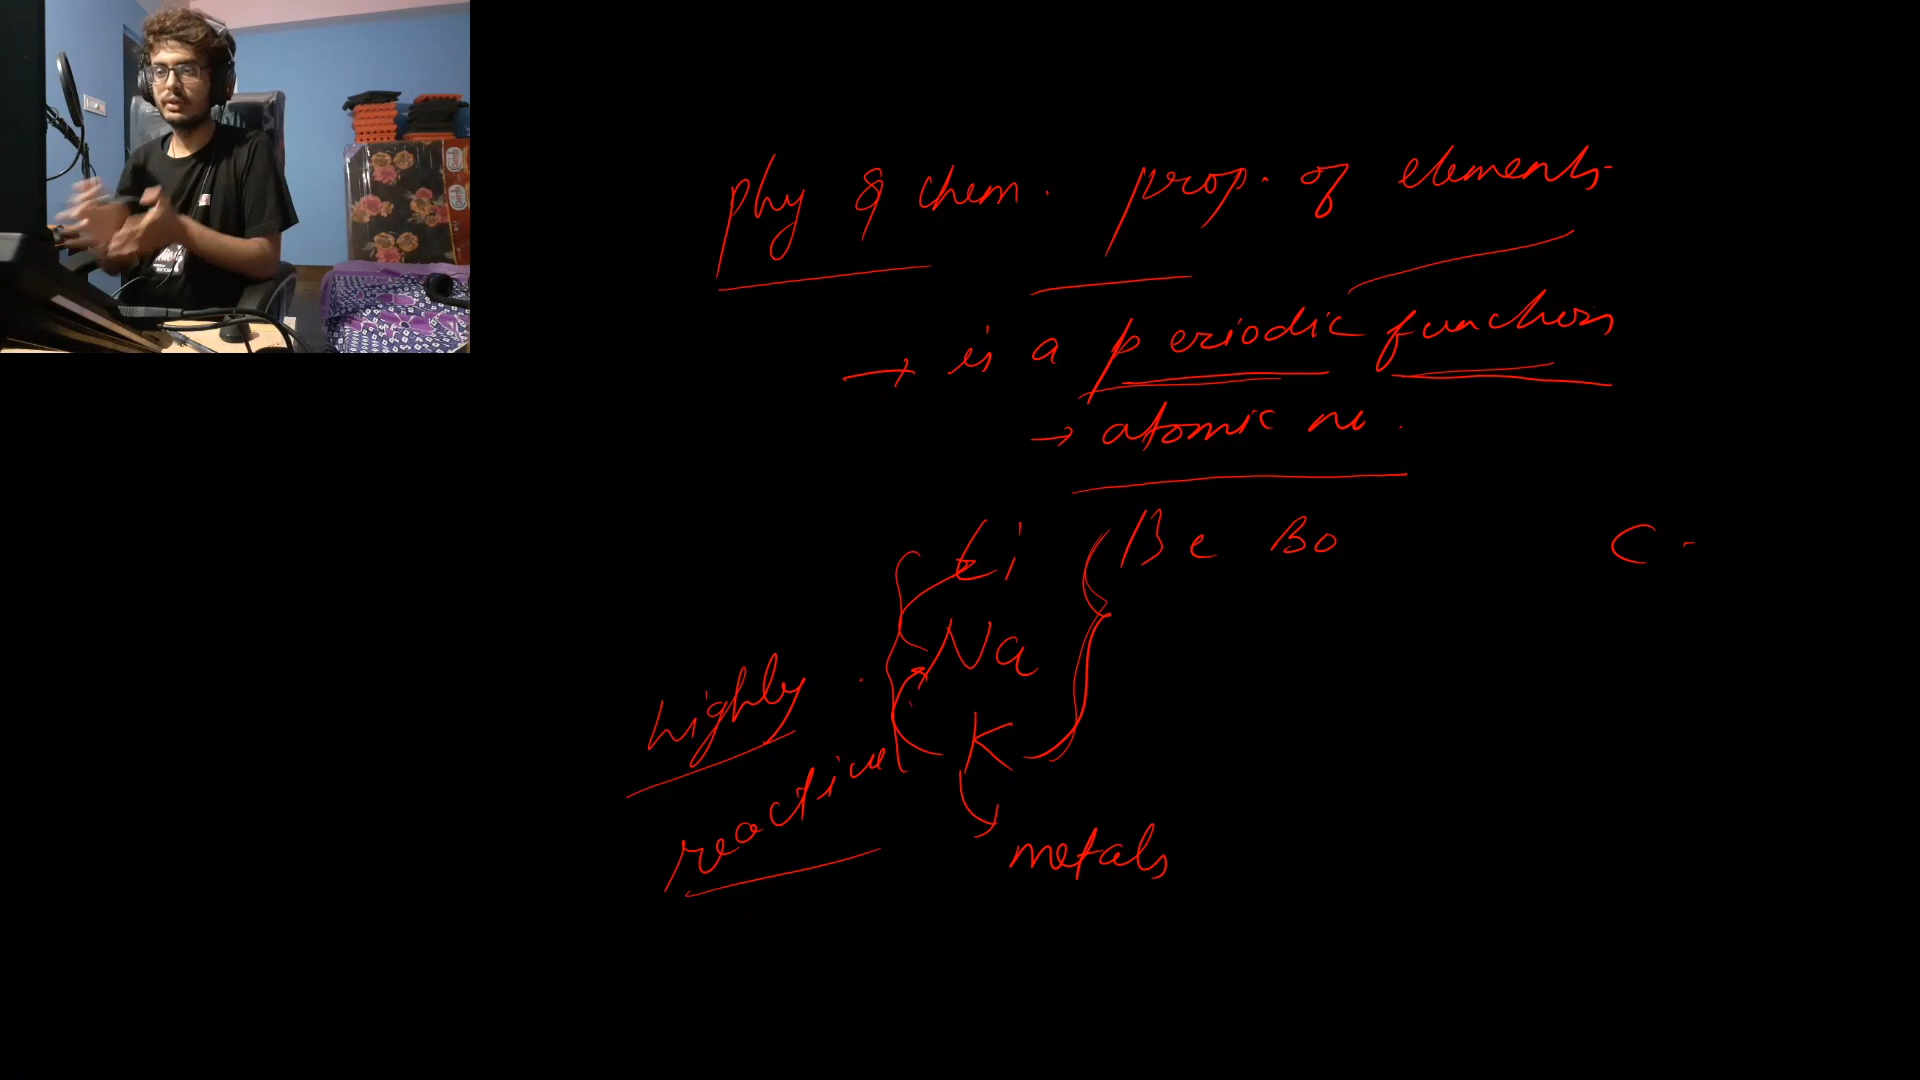 Phy & chem. prop. of elements
→ is a periodic function
→ atomic no.
Li Be Bo C
Na
K
highly
reactive
metals